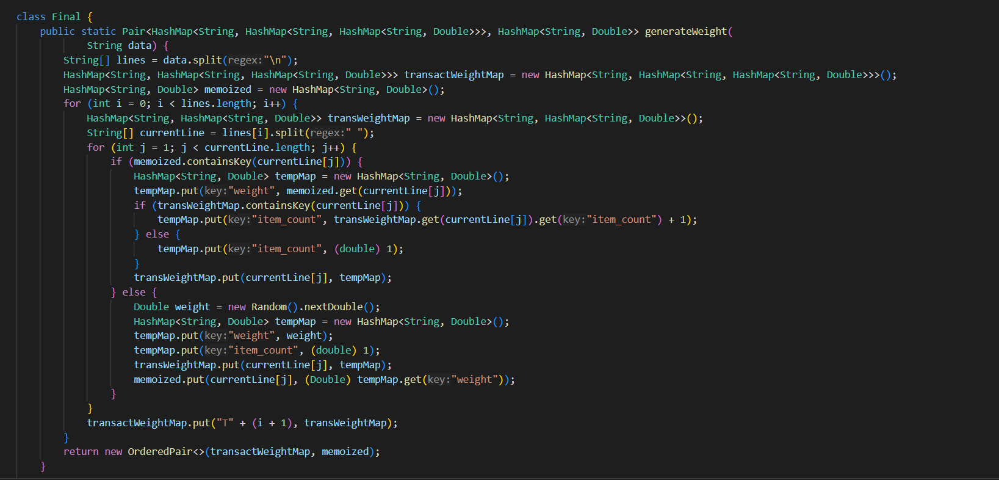 class Final {
    public static Pair<HashMap<String, HashMap<String, HashMap<String, Double>>>, HashMap<String, Double>> generateWeight(
            String data) {
        String[] lines = data.split(regex:"\n");
        HashMap<String, HashMap<String, HashMap<String, Double>>> transactWeightMap = new HashMap<String, HashMap<String, HashMap<String, Double>>>();
        HashMap<String, Double> memoized = new HashMap<String, Double>();
        for (int i = 0; i < lines.length; i++) {
            HashMap<String, HashMap<String, Double>> transWeightMap = new HashMap<String, HashMap<String, Double>>();
            String[] currentLine = lines[i].split(regex:" ");
            for (int j = 1; j < currentLine.length; j++) {
                if (memoized.containsKey(currentLine[j])) {
                    HashMap<String, Double> tempMap = new HashMap<String, Double>();
                    tempMap.put(key:"weight", memoized.get(currentLine[j]));
                    if (transWeightMap.containsKey(currentLine[j])) {
                        tempMap.put(key:"item_count", transWeightMap.get(currentLine[j]).get(key:"item_count") + 1);
                    } else {
                        tempMap.put(key:"item_count", (double) 1);
                    }
                    transWeightMap.put(currentLine[j], tempMap);
                } else {
                    Double weight = new Random().nextDouble();
                    HashMap<String, Double> tempMap = new HashMap<String, Double>();
                    tempMap.put(key:"weight", weight);
                    tempMap.put(key:"item_count", (double) 1);
                    transWeightMap.put(currentLine[j], tempMap);
                    memoized.put(currentLine[j], (Double) tempMap.get(key:"weight"));
                }
            }
            transactWeightMap.put("T" + (i + 1), transWeightMap);
        }
        return new OrderedPair<>(transactWeightMap, memoized);
    }